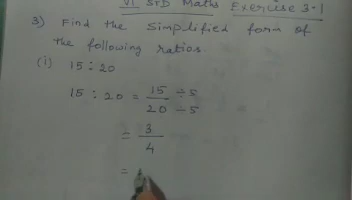 VI STD Maths Exercise 3.1
3) Find the simplified form of
the following ratios.
(i) 15 : 20
15 : 20 = 15 ÷5
20 ÷5
= 3
4
=